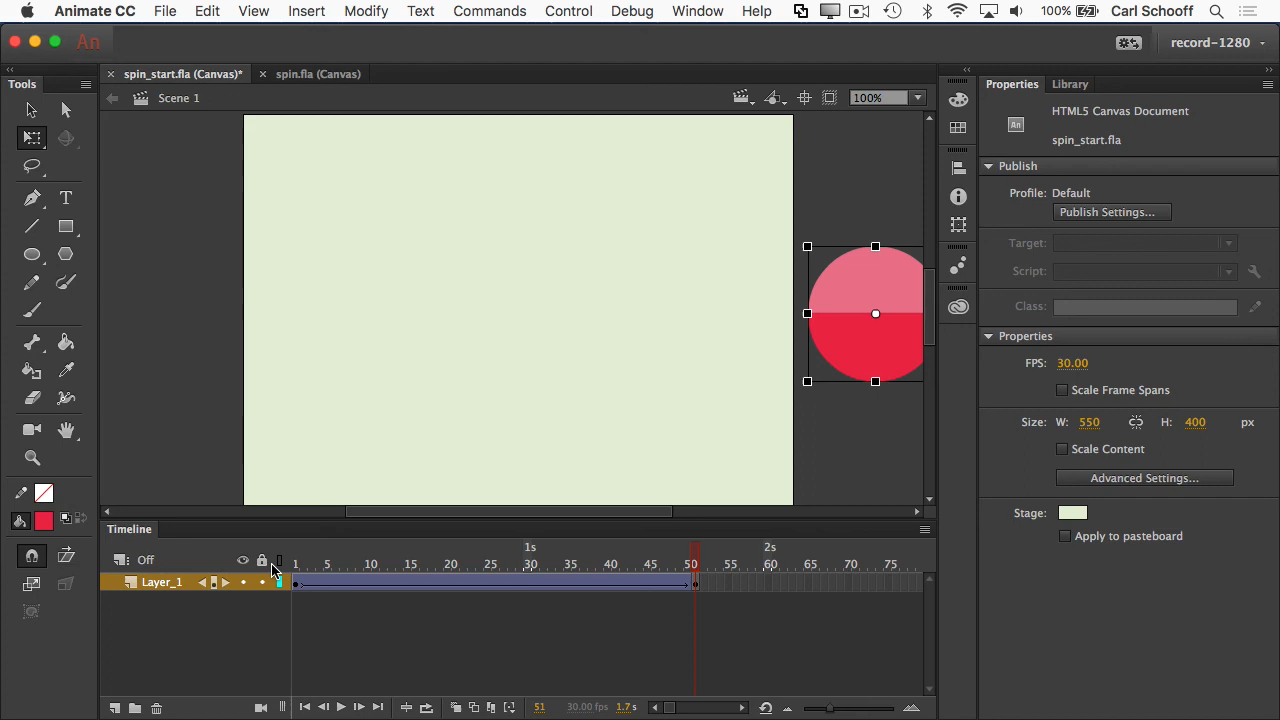 Animate CC File Edit View Insert Modify Text Commands Control Debug Window Help 100% Carl Schooff
An record-1280
Tools
spin_start.fla (Canvas)* spin.fla (Canvas)
Scene 1 100%
Properties Library
HTML5 Canvas Document
An
spin_start.fla
Publish
Profile: Default
Publish Settings...
Target:
Script:
Class:
Properties
FPS: 30.00
Scale Frame Spans
Size: W: 550 H: 400 px
Scale Content
Advanced Settings...
Stage:
Apply to pasteboard
Timeline
1s 2s
Off 1 5 10 15 20 25 30 35 40 45 50 55 60 65 70 75
Layer_1
51 30.00 fps 1.7 s